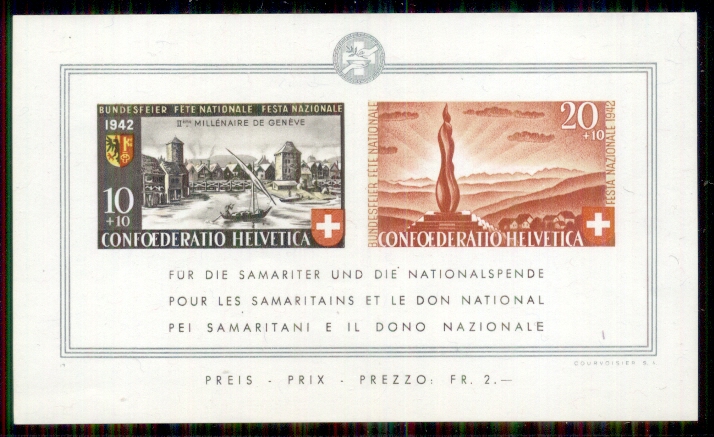 BUNDESFEIER FÊTE NATIONALE FESTA NAZIONALE
1942
IIÈME MILLÉNAIRE DE GENÈVE
10
+10
CONFŒDERATIO HELVETICA
BUNDESFEIER FÊTE NATIONALE
20
+10
FESTA NAZIONALE 1942
CONFŒDERATIO HELVETICA
FÜR DIE SAMARITER UND DIE NATIONALSPENDE
POUR LES SAMARITAINS ET LE DON NATIONAL
PEI SAMARITANI E IL DONO NAZIONALE
COURVOISIER S.A.
PREIS - PRIX - PREZZO: FR. 2.—